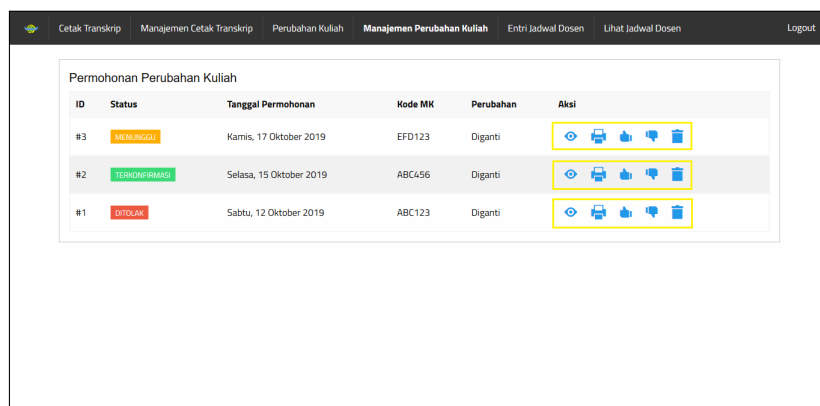 Cetak Transkrip Manajemen Cetak Transkrip Perubahan Kuliah Manajemen Perubahan Kuliah Entri Jadwal Dosen Lihat Jadwal Dosen Logout
Permohonan Perubahan Kuliah
ID Status Tanggal Permohonan Kode MK Perubahan Aksi
#3 MENUNGGU Kamis, 17 Oktober 2019 EFD123 Diganti
#2 TERKONFIRMASI Selasa, 15 Oktober 2019 ABC456 Diganti
#1 DITOLAK Sabtu, 12 Oktober 2019 ABC123 Diganti